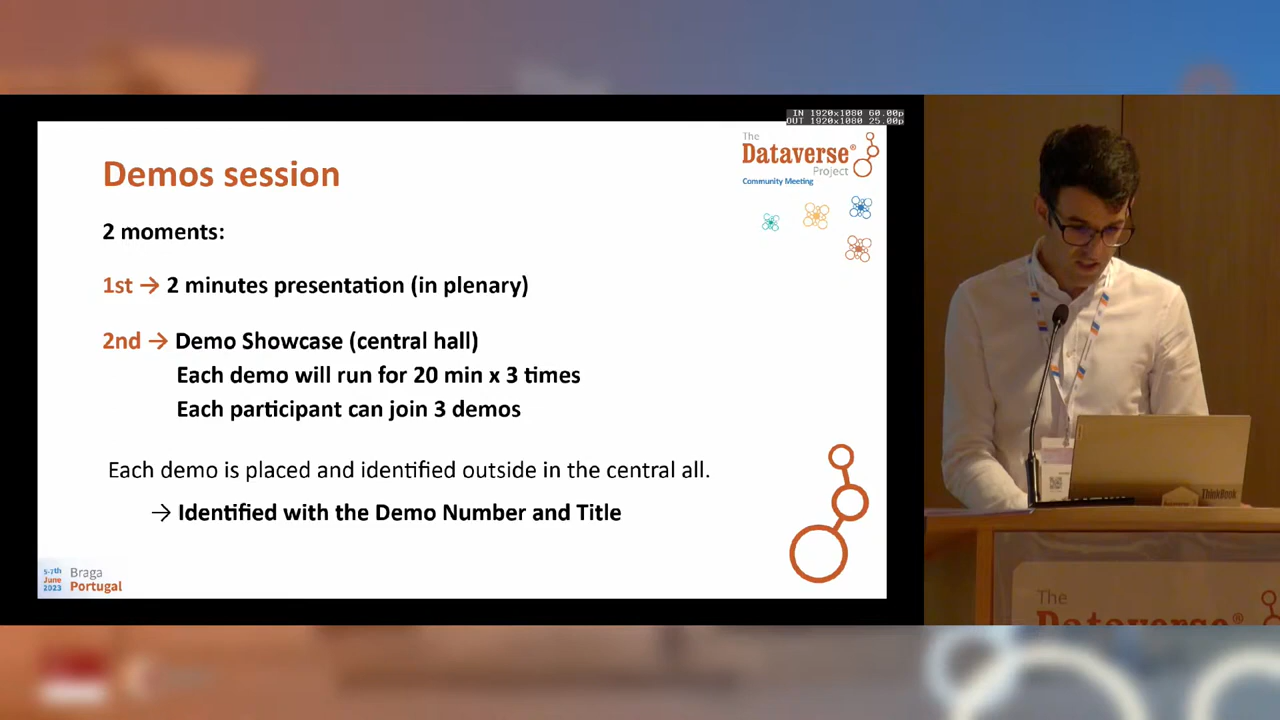 IN 1920x1080 60.00p
OUT 1920x1080 25.00p
The
Dataverse®
Project
Community Meeting
Demos session
2 moments:
1st → 2 minutes presentation (in plenary)
2nd → Demo Showcase (central hall)
Each demo will run for 20 min x 3 times
Each participant can join 3 demos
Each demo is placed and identified outside in the central all.
→ Identified with the Demo Number and Title
5-7th
June
2023
Braga
Portugal
ThinkBook
The
Dataverse®